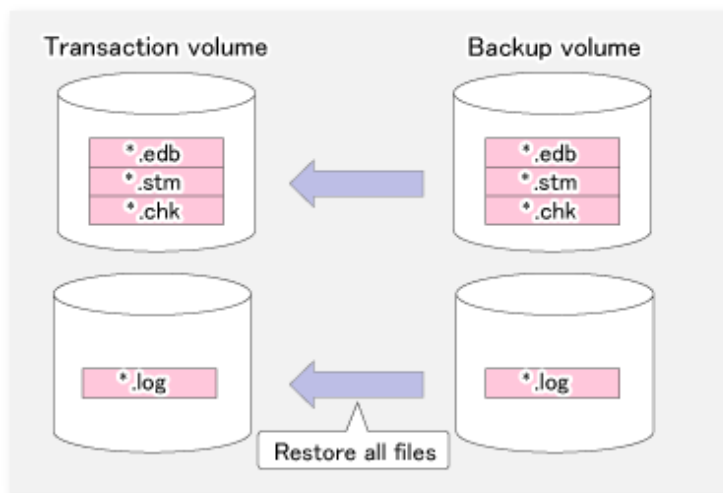 Transaction volume
Backup volume
*.edb
*.stm
*.chk
*.edb
*.stm
*.chk
*.log
*.log
Restore all files